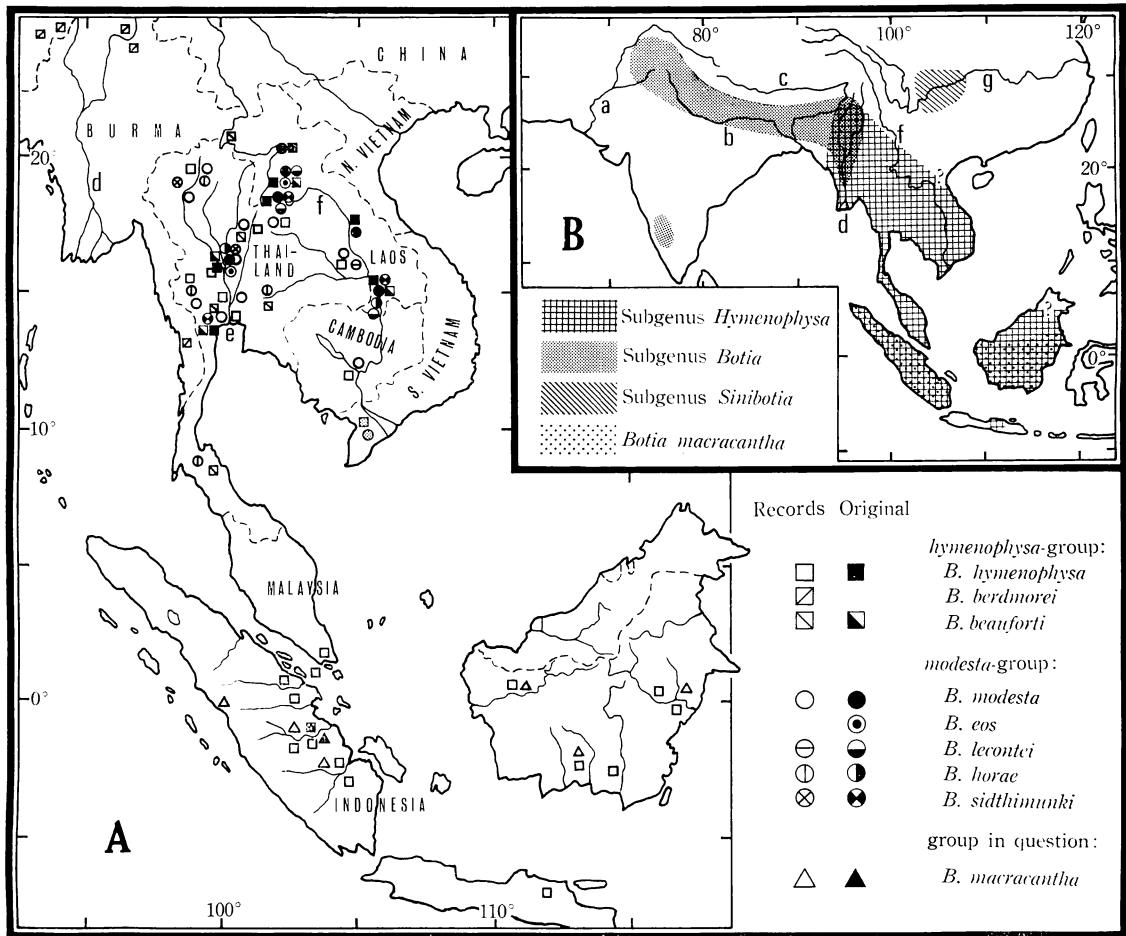 CHINA
BURMA
N. VIETNAM
20°
d
f
THAI-
LAND
LAOS
CAMBODIA
S. VIETNAM
e
10°
MALAYSIA
0°
INDONESIA
A
100°
110°
80°
100°
120°
c
g
a
b
f
20°
d
B
0°
Subgenus Hymenophysa
Subgenus Botia
Subgenus Sinibotia
Botia macracantha
Records Original
hymenophysa-group:
B. hymenophysa
B. berdmorei
B. beauforti
modesta-group:
B. modesta
B. eos
B. lecontei
B. horae
B. sidthimunki
group in question:
B. macracantha